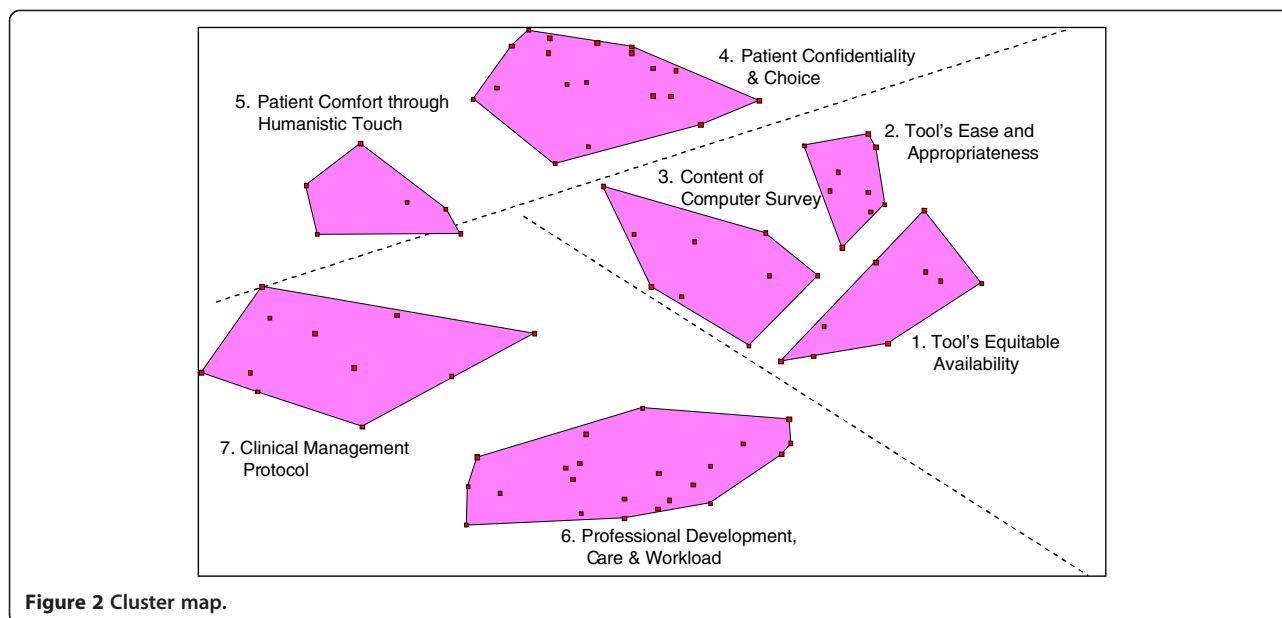 4. Patient Confidentiality
& Choice
5. Patient Comfort through
Humanistic Touch
2. Tool's Ease and
Appropriateness
3. Content of
Computer Survey
1. Tool's Equitable
Availability
7. Clinical Management
Protocol
6. Professional Development,
Care & Workload
Figure 2 Cluster map.